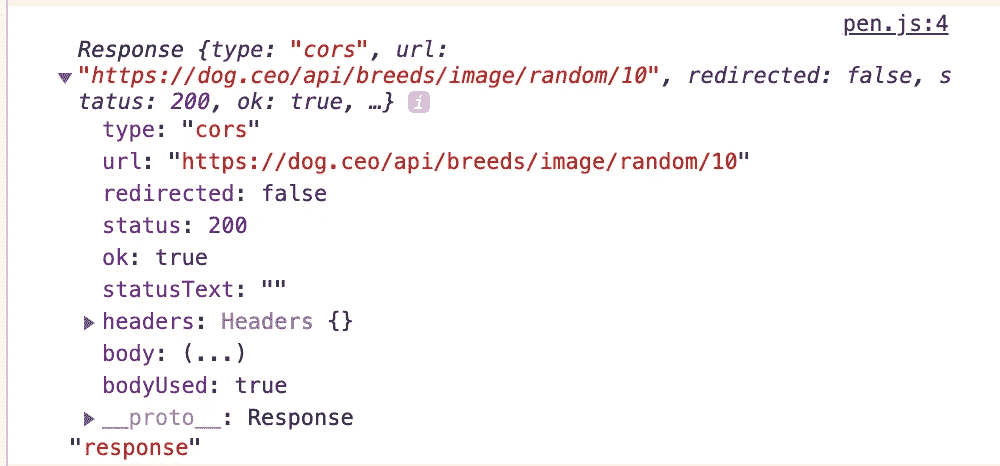 pen.js:4
Response {type: "cors", url:
"https://dog.ceo/api/breeds/image/random/10", redirected: false, s
tatus: 200, ok: true, …} i
type: "cors"
url: "https://dog.ceo/api/breeds/image/random/10"
redirected: false
status: 200
ok: true
statusText: ""
headers: Headers {}
body: (...)
bodyUsed: true
__proto__: Response
"response"